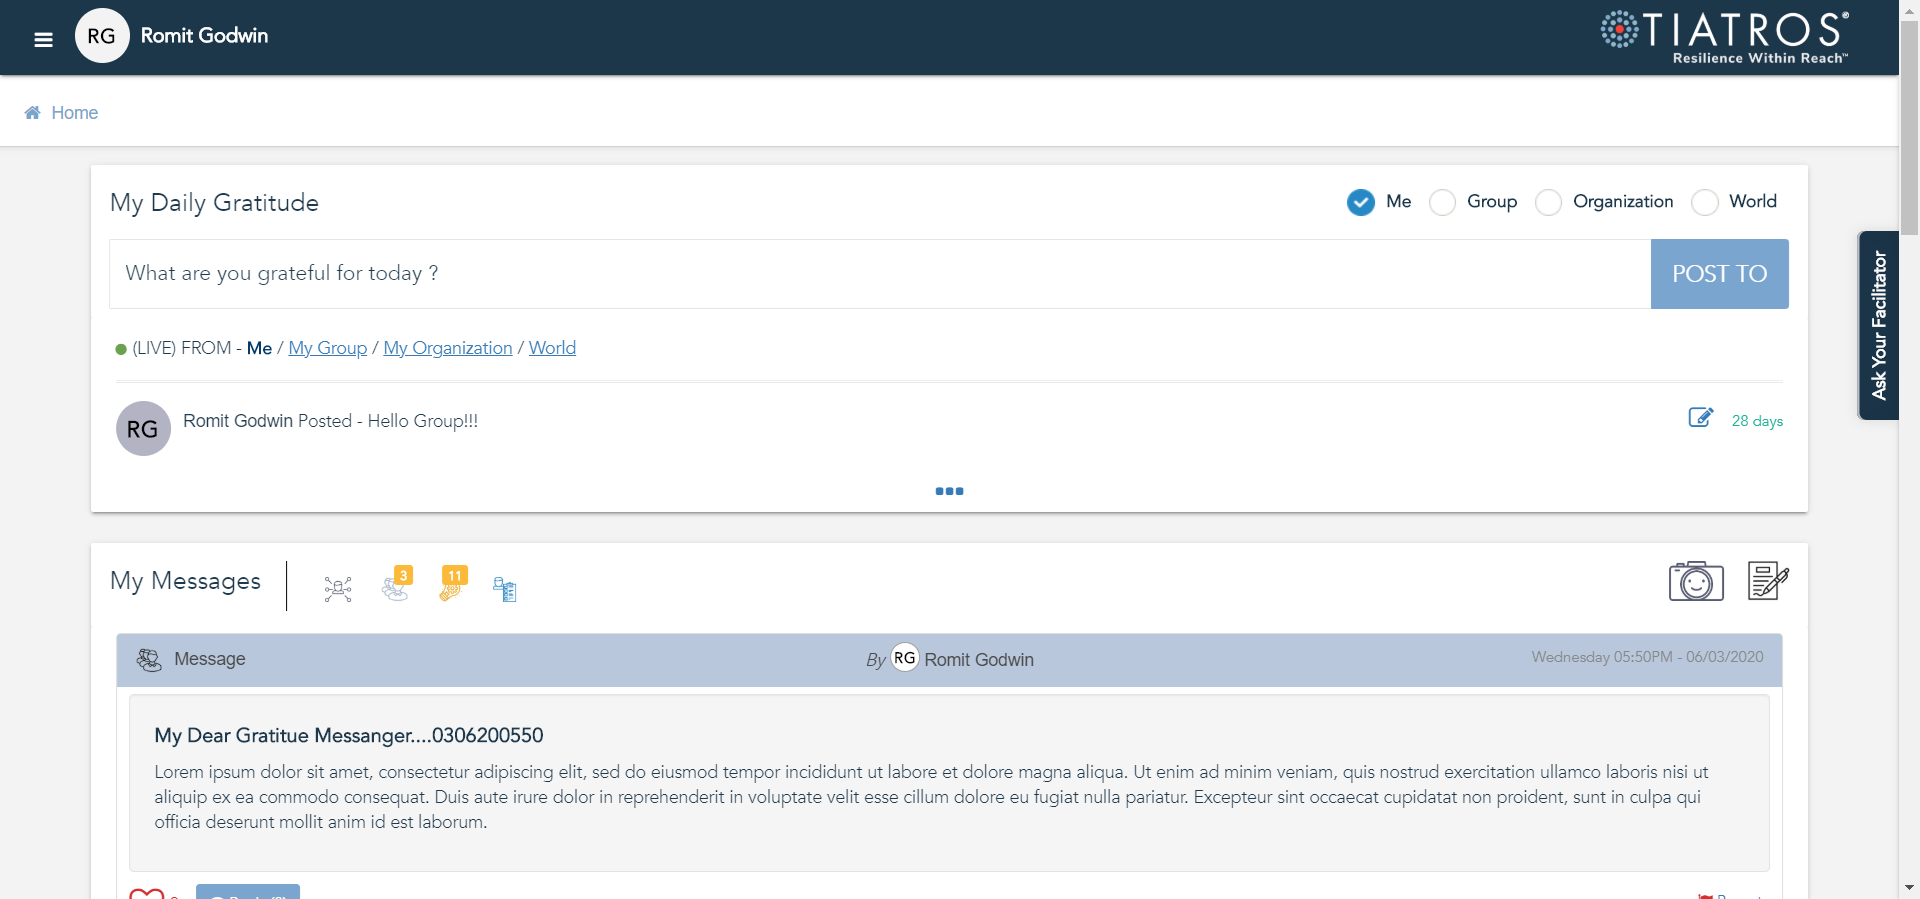 RG Romit Godwin
TIATROS®
Resilience Within Reach™
Home
My Daily Gratitude
Me Group Organization World
What are you grateful for today ?
POST TO
Ask Your Facilitator
(LIVE) FROM - Me / My Group / My Organization / World
RG Romit Godwin Posted - Hello Group!!!
28 days
My Messages
3
11
Message
By RG Romit Godwin
Wednesday 05:50PM - 06/03/2020
My Dear Gratitue Messanger....0306200550
Lorem ipsum dolor sit amet, consectetur adipiscing elit, sed do eiusmod tempor incididunt ut labore et dolore magna aliqua. Ut enim ad minim veniam, quis nostrud exercitation ullamco laboris nisi ut
aliquip ex ea commodo consequat. Duis aute irure dolor in reprehenderit in voluptate velit esse cillum dolore eu fugiat nulla pariatur. Excepteur sint occaecat cupidatat non proident, sunt in culpa qui
officia deserunt mollit anim id est laborum.